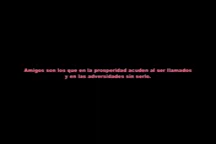 Amigos son los que en la prosperidad acuden al ser llamados
y en las adversidades sin serlo.